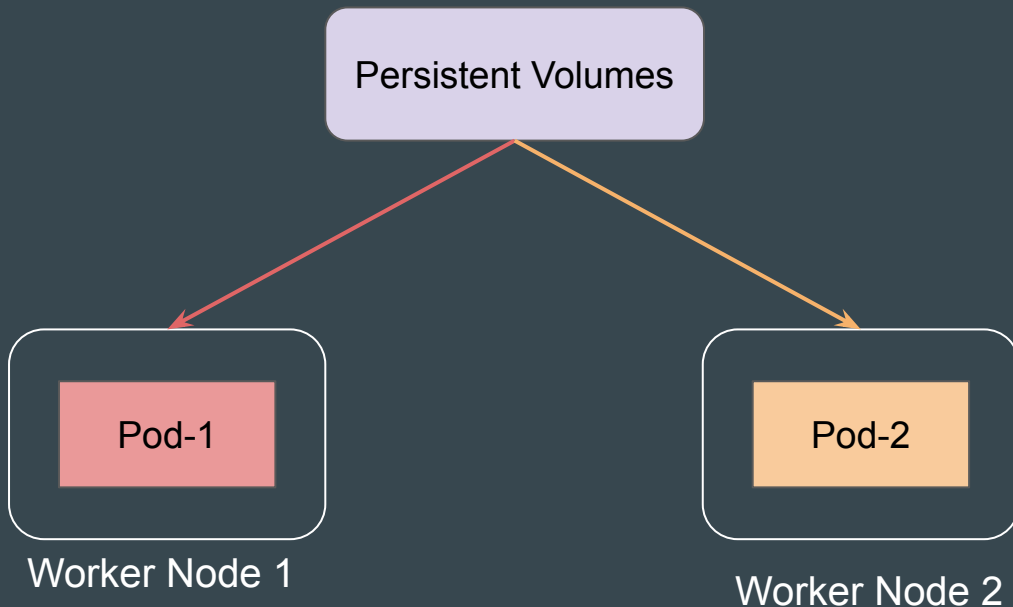 Persistent Volumes
Pod-1
Pod-2
Worker Node 1
Worker Node 2